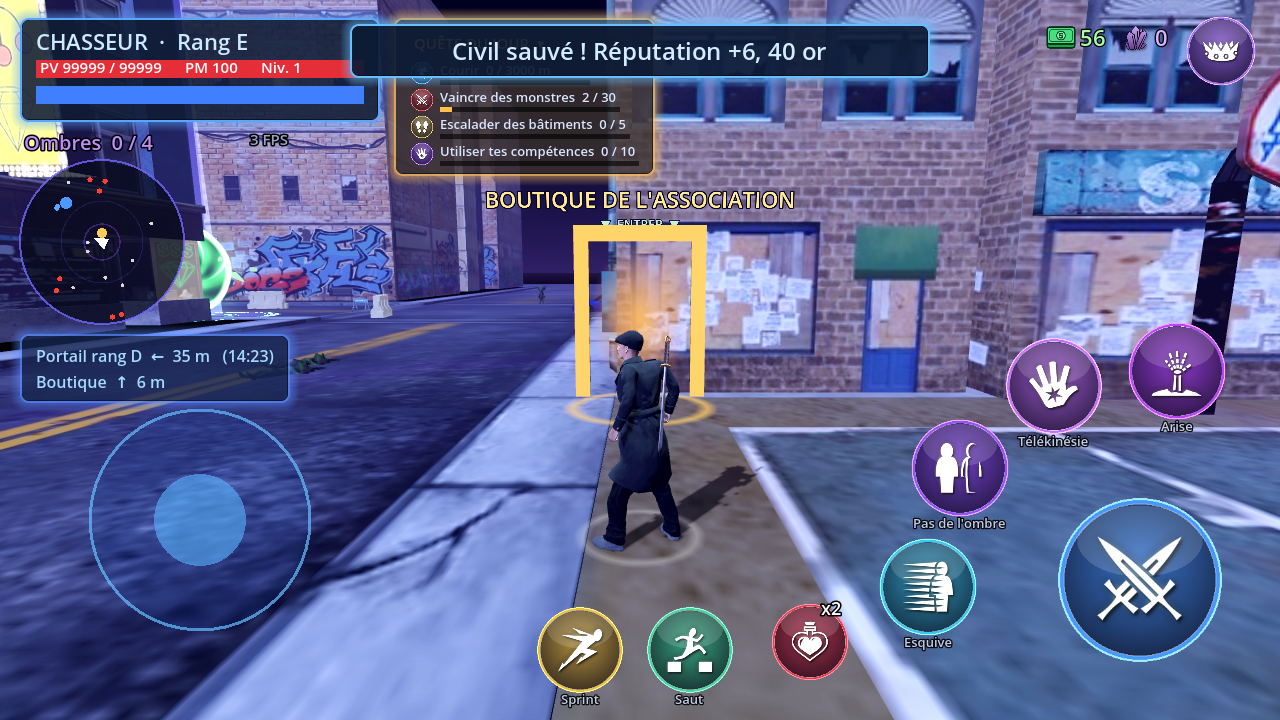 CHASSEUR · Rang E
PV 99999 / 99999 PM 100 Niv. 1
Civil sauvé ! Réputation +6, 40 or
Vaincre des monstres 2 / 30
Escalader des bâtiments 0 / 5
Utiliser tes compétences 0 / 10
56
0
Ombres 0 / 4
3 FPS
BOUTIQUE DE L'ASSOCIATION
ENTRER
Portail rang D ← 35 m (14:23)
Boutique ↑ 6 m
Télékinésie
Arise
Pas de l'ombre
Esquive
x2
Sprint
Saut